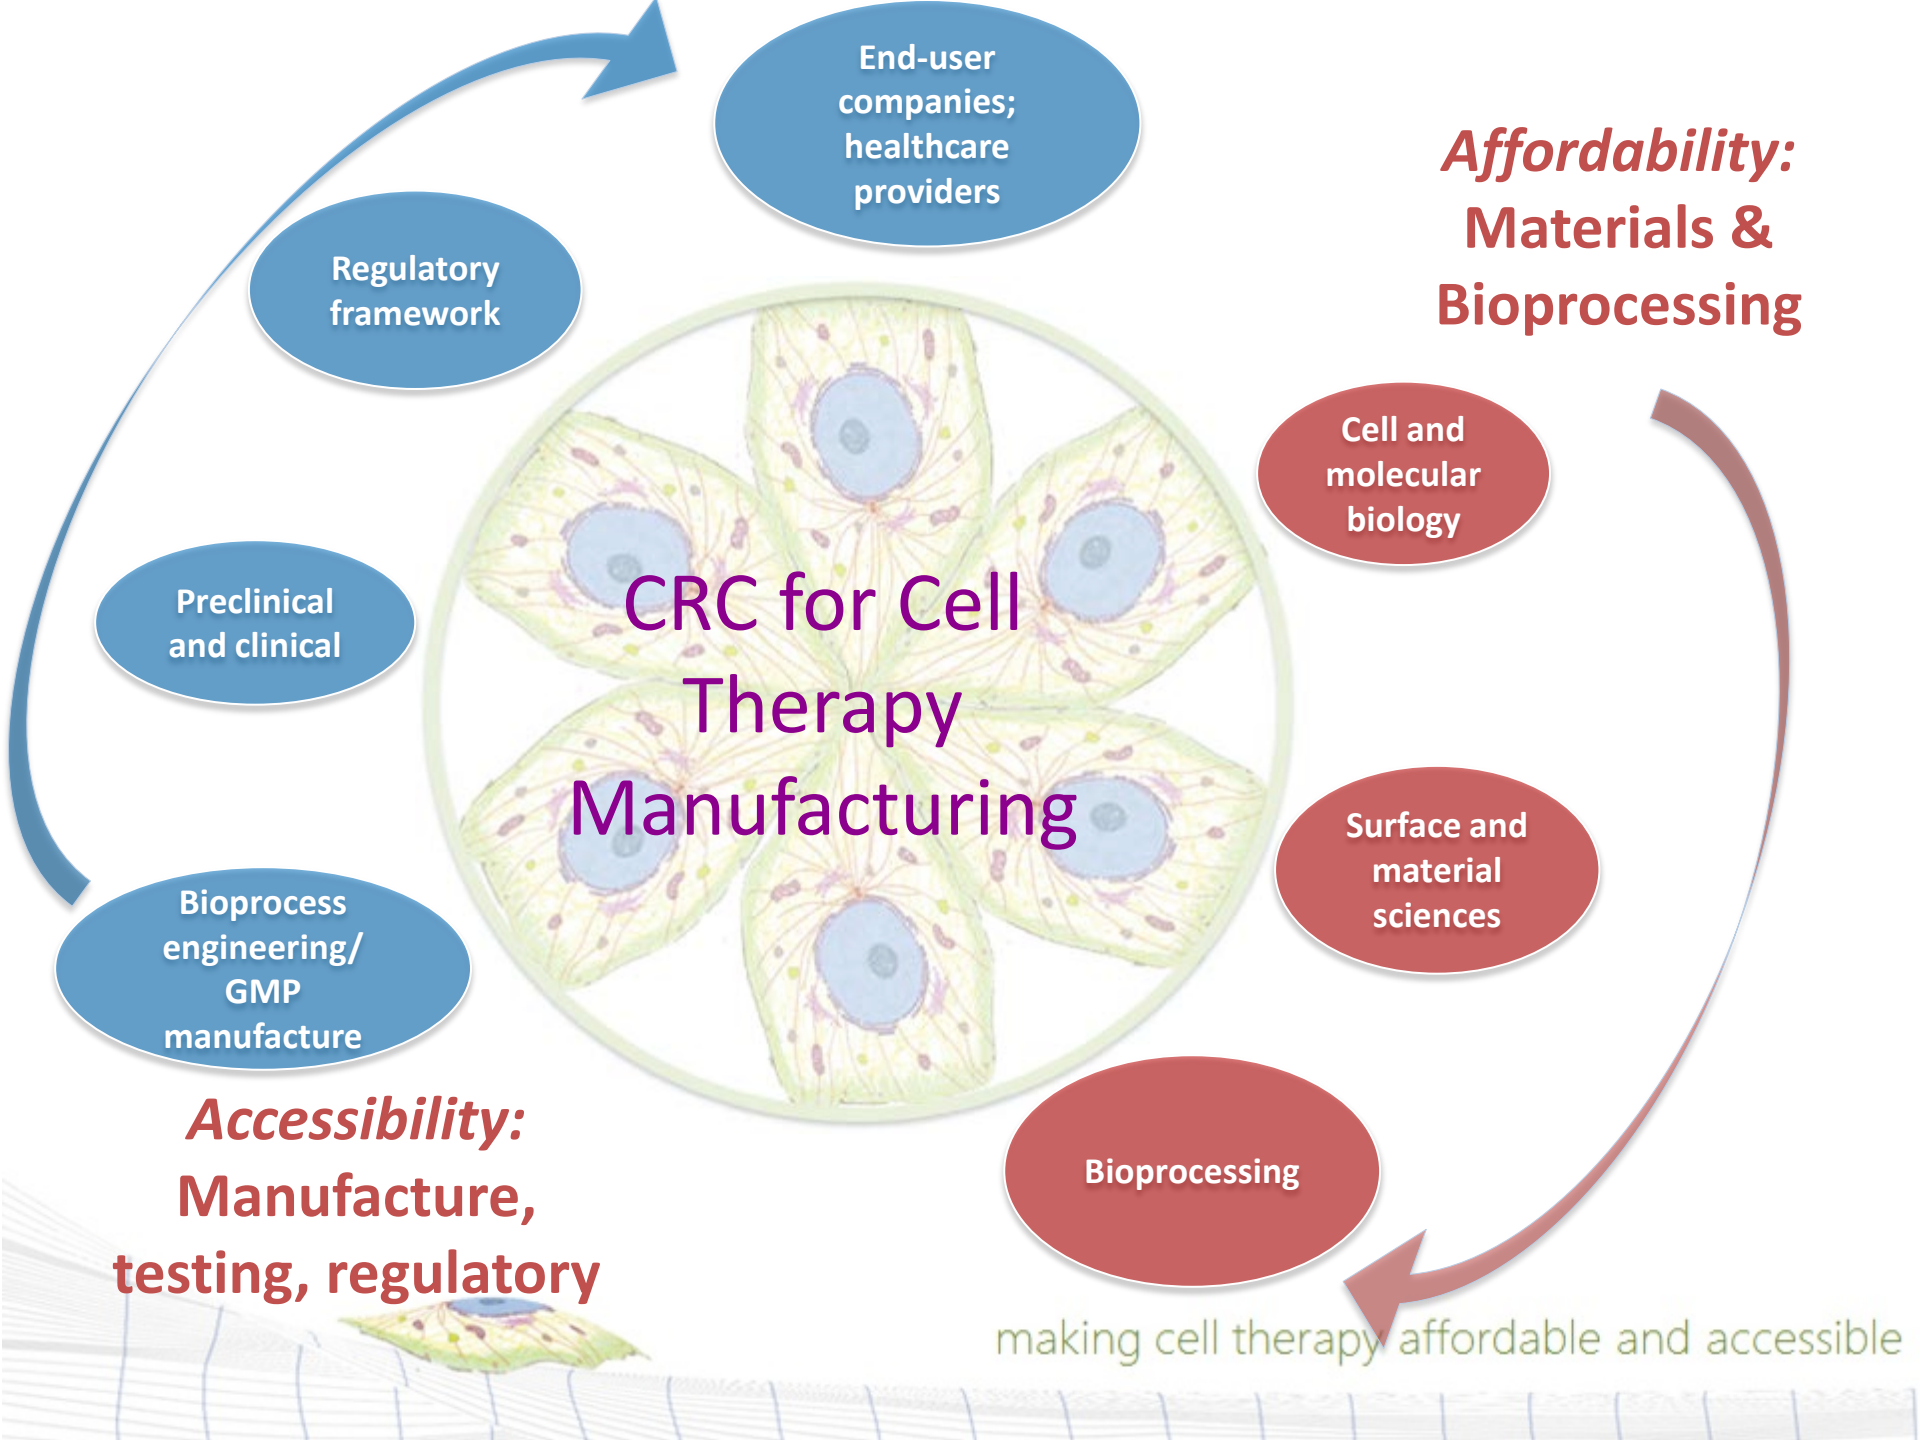 End-user
companies;
healthcare
providers
Affordability:
Materials &
Bioprocessing
Regulatory
framework
Cell and
molecular
biology
Preclinical
and clinical
CRC for Cell
Therapy
Manufacturing
Surface and
material
sciences
Bioprocess
engineering/
GMP
manufacture
Bioprocessing
Accessibility:
Manufacture,
testing, regulatory
making cell therapy affordable and accessible